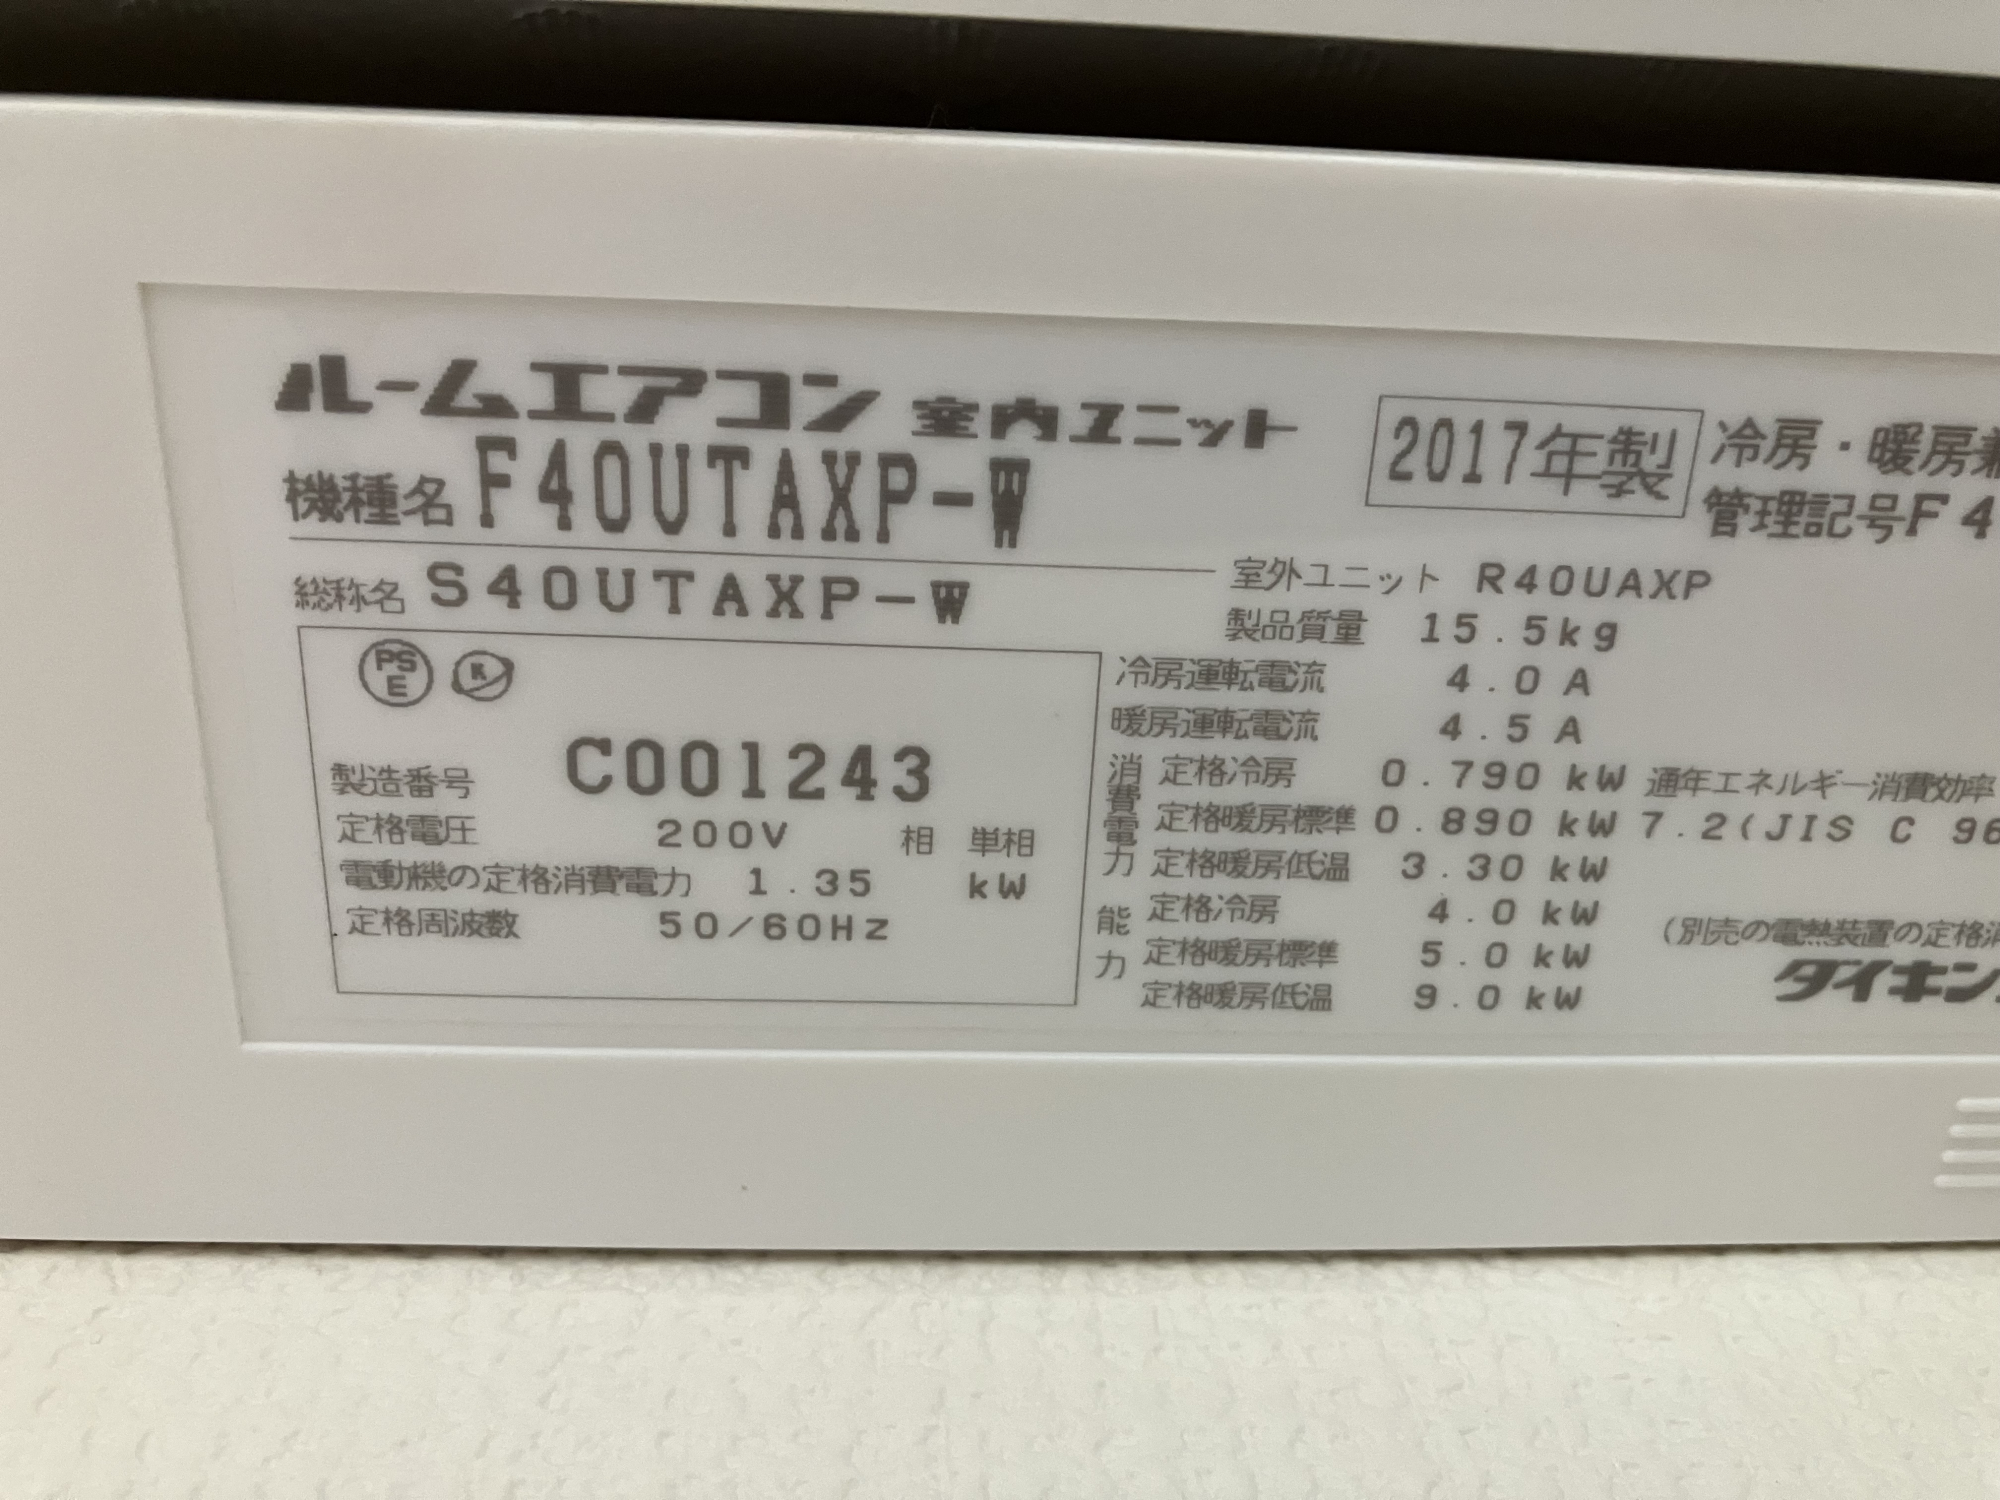 ルームエアコン 室内ユニット
2017年製
冷房・暖房兼
機種名 F40UTAXP-W
管理記号F4
総称名 S40UTAXP-W
室外ユニット R40UAXP
製品質量 15.5kg
PS
E
K
冷房運転電流 4.0 A
暖房運転電流 4.5 A
製造番号 C001243
定格電圧 200V 相 単相
電動機の定格消費電力 1.35 kW
定格周波数 50/60Hz
消費電力
定格冷房 0.790 kW
定格暖房標準 0.890 kW
定格暖房低温 3.30 kW
通年エネルギー消費効率
7.2(JIS C 96
能力
定格冷房 4.0 kW
定格暖房標準 5.0 kW
定格暖房低温 9.0 kW
(別売の電熱装置の定格消
ダイキン